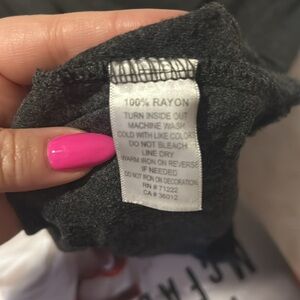 100% RAYON
TURN INSIDE OUT
MACHINE WASH
COLD WITH LIKE COLORS
DO NOT BLEACH
LINE DRY
WARM IRON ON REVERSE
IF NEEDED
DO NOT IRON ON DECORATION
RN # 71222
CA # 36012